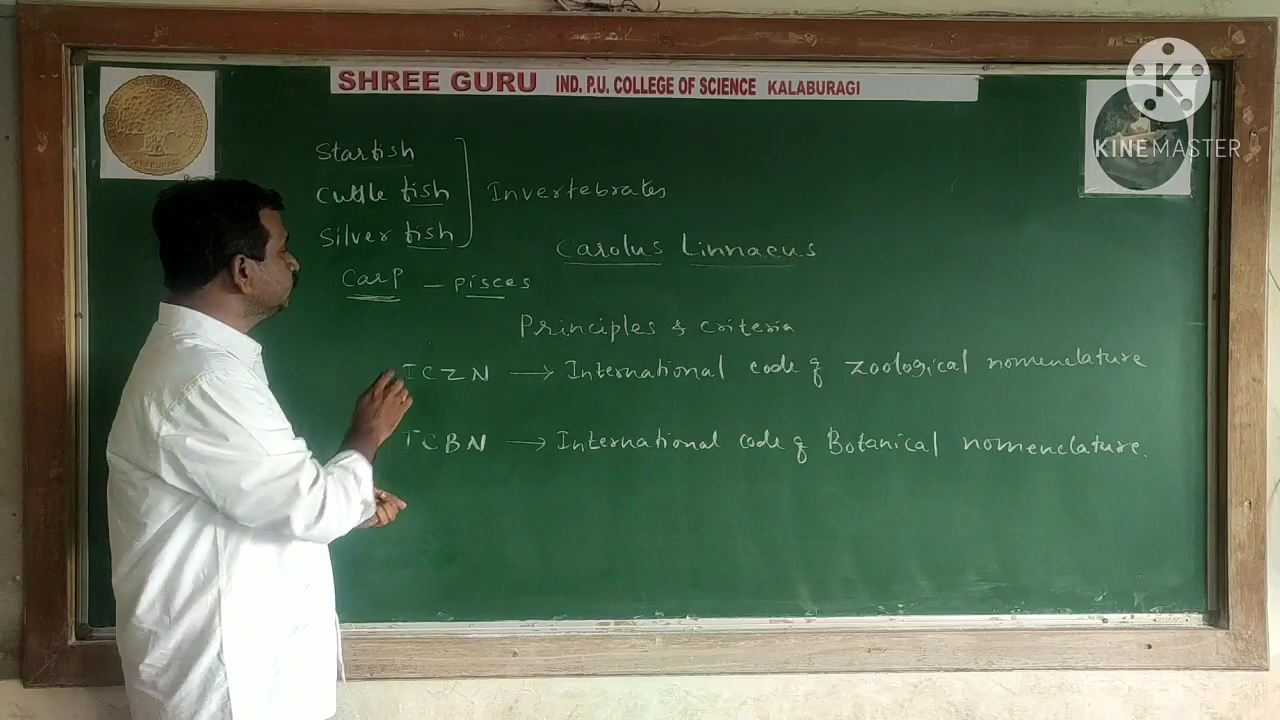 SHREE GURU IND. P.U. COLLEGE OF SCIENCE KALABURAGI
KINEMASTER
Starfish
Cuttle fish
Silver fish
Invertebrates
Carolus Linnaeus
Carp – pisces
Principles & criteria
ICZN → International code of Zoological nomenclature
ICBN → International code of Botanical nomenclature.